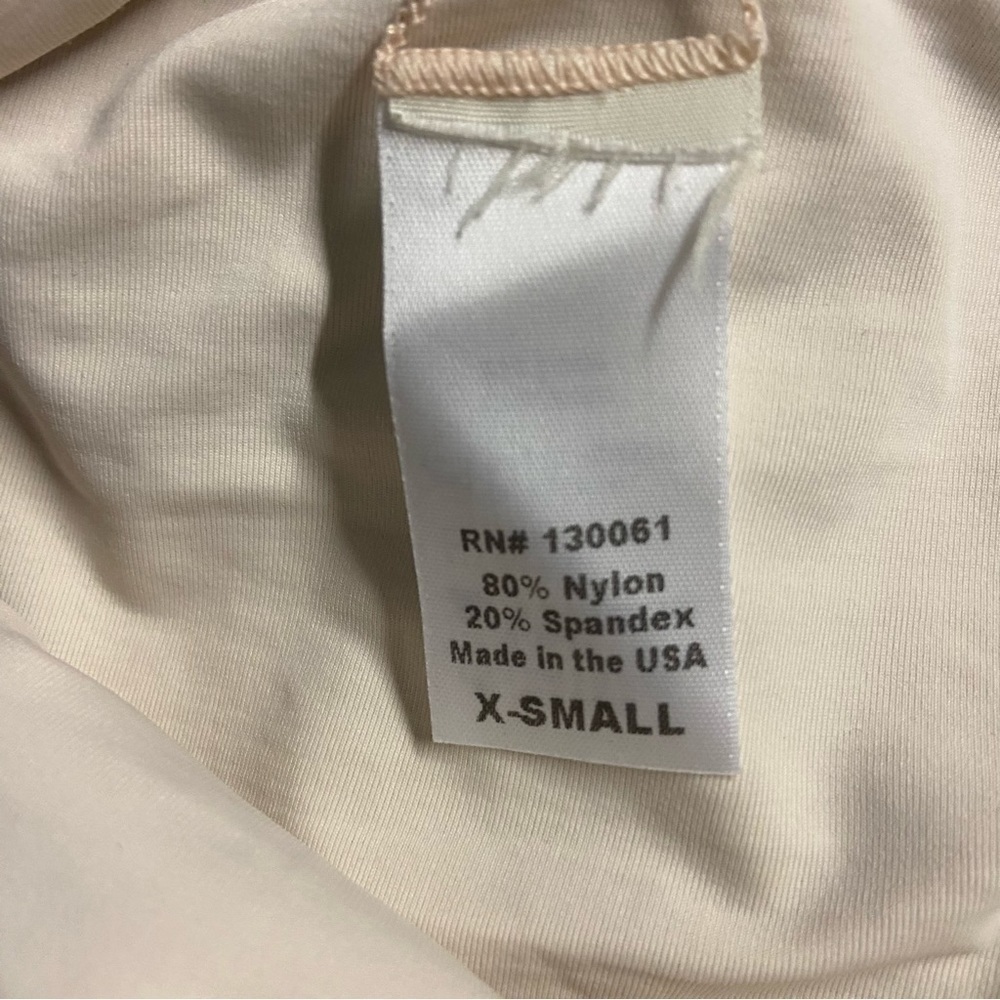 RN# 130061
80% Nylon
20% Spandex
Made in the USA
X-SMALL